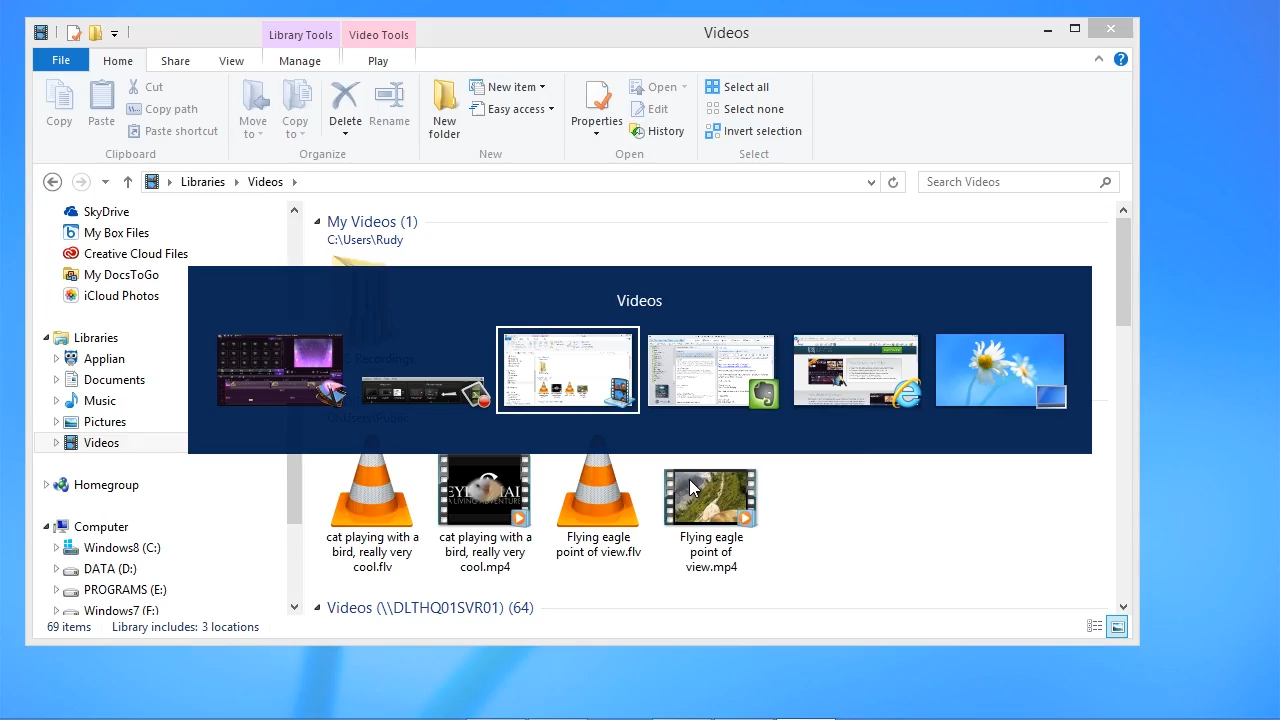 Library Tools
Video Tools
Videos
File
Home
Share
View
Manage
Play
Copy
Paste
Cut
Copy path
Paste shortcut
Clipboard
Move to
Copy to
Delete
Rename
Organize
New folder
New item
Easy access
New
Properties
Open
Edit
History
Open
Select all
Select none
Invert selection
Select
Libraries
Videos
Search Videos
SkyDrive
My Box Files
Creative Cloud Files
My DocsToGo
iCloud Photos
Libraries
Applian
Documents
Music
Pictures
Videos
Homegroup
Computer
Windows8 (C:)
DATA (D:)
PROGRAMS (E:)
Windows7 (F:)
My Videos (1)
C:\Users\Rudy
Videos
Recordings
C:\Users\Public
cat playing with a
bird, really very
cool.flv
cat playing with a
bird, really very
cool.mp4
Flying eagle
point of view.flv
Flying eagle
point of
view.mp4
Videos (\\DLTHQ01SVR01) (64)
69 items
Library includes: 3 locations